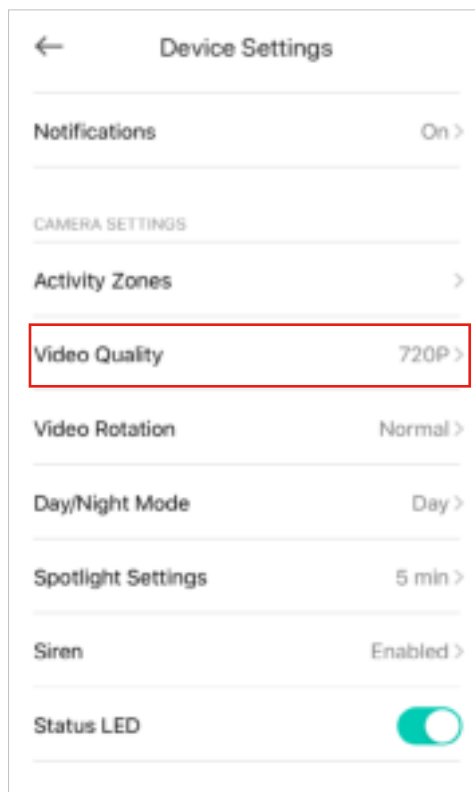 Device Settings
Notifications On
CAMERA SETTINGS
Activity Zones
Video Quality 720P
Video Rotation Normal
Day/Night Mode Day
Spotlight Settings 5 min
Siren Enabled
Status LED